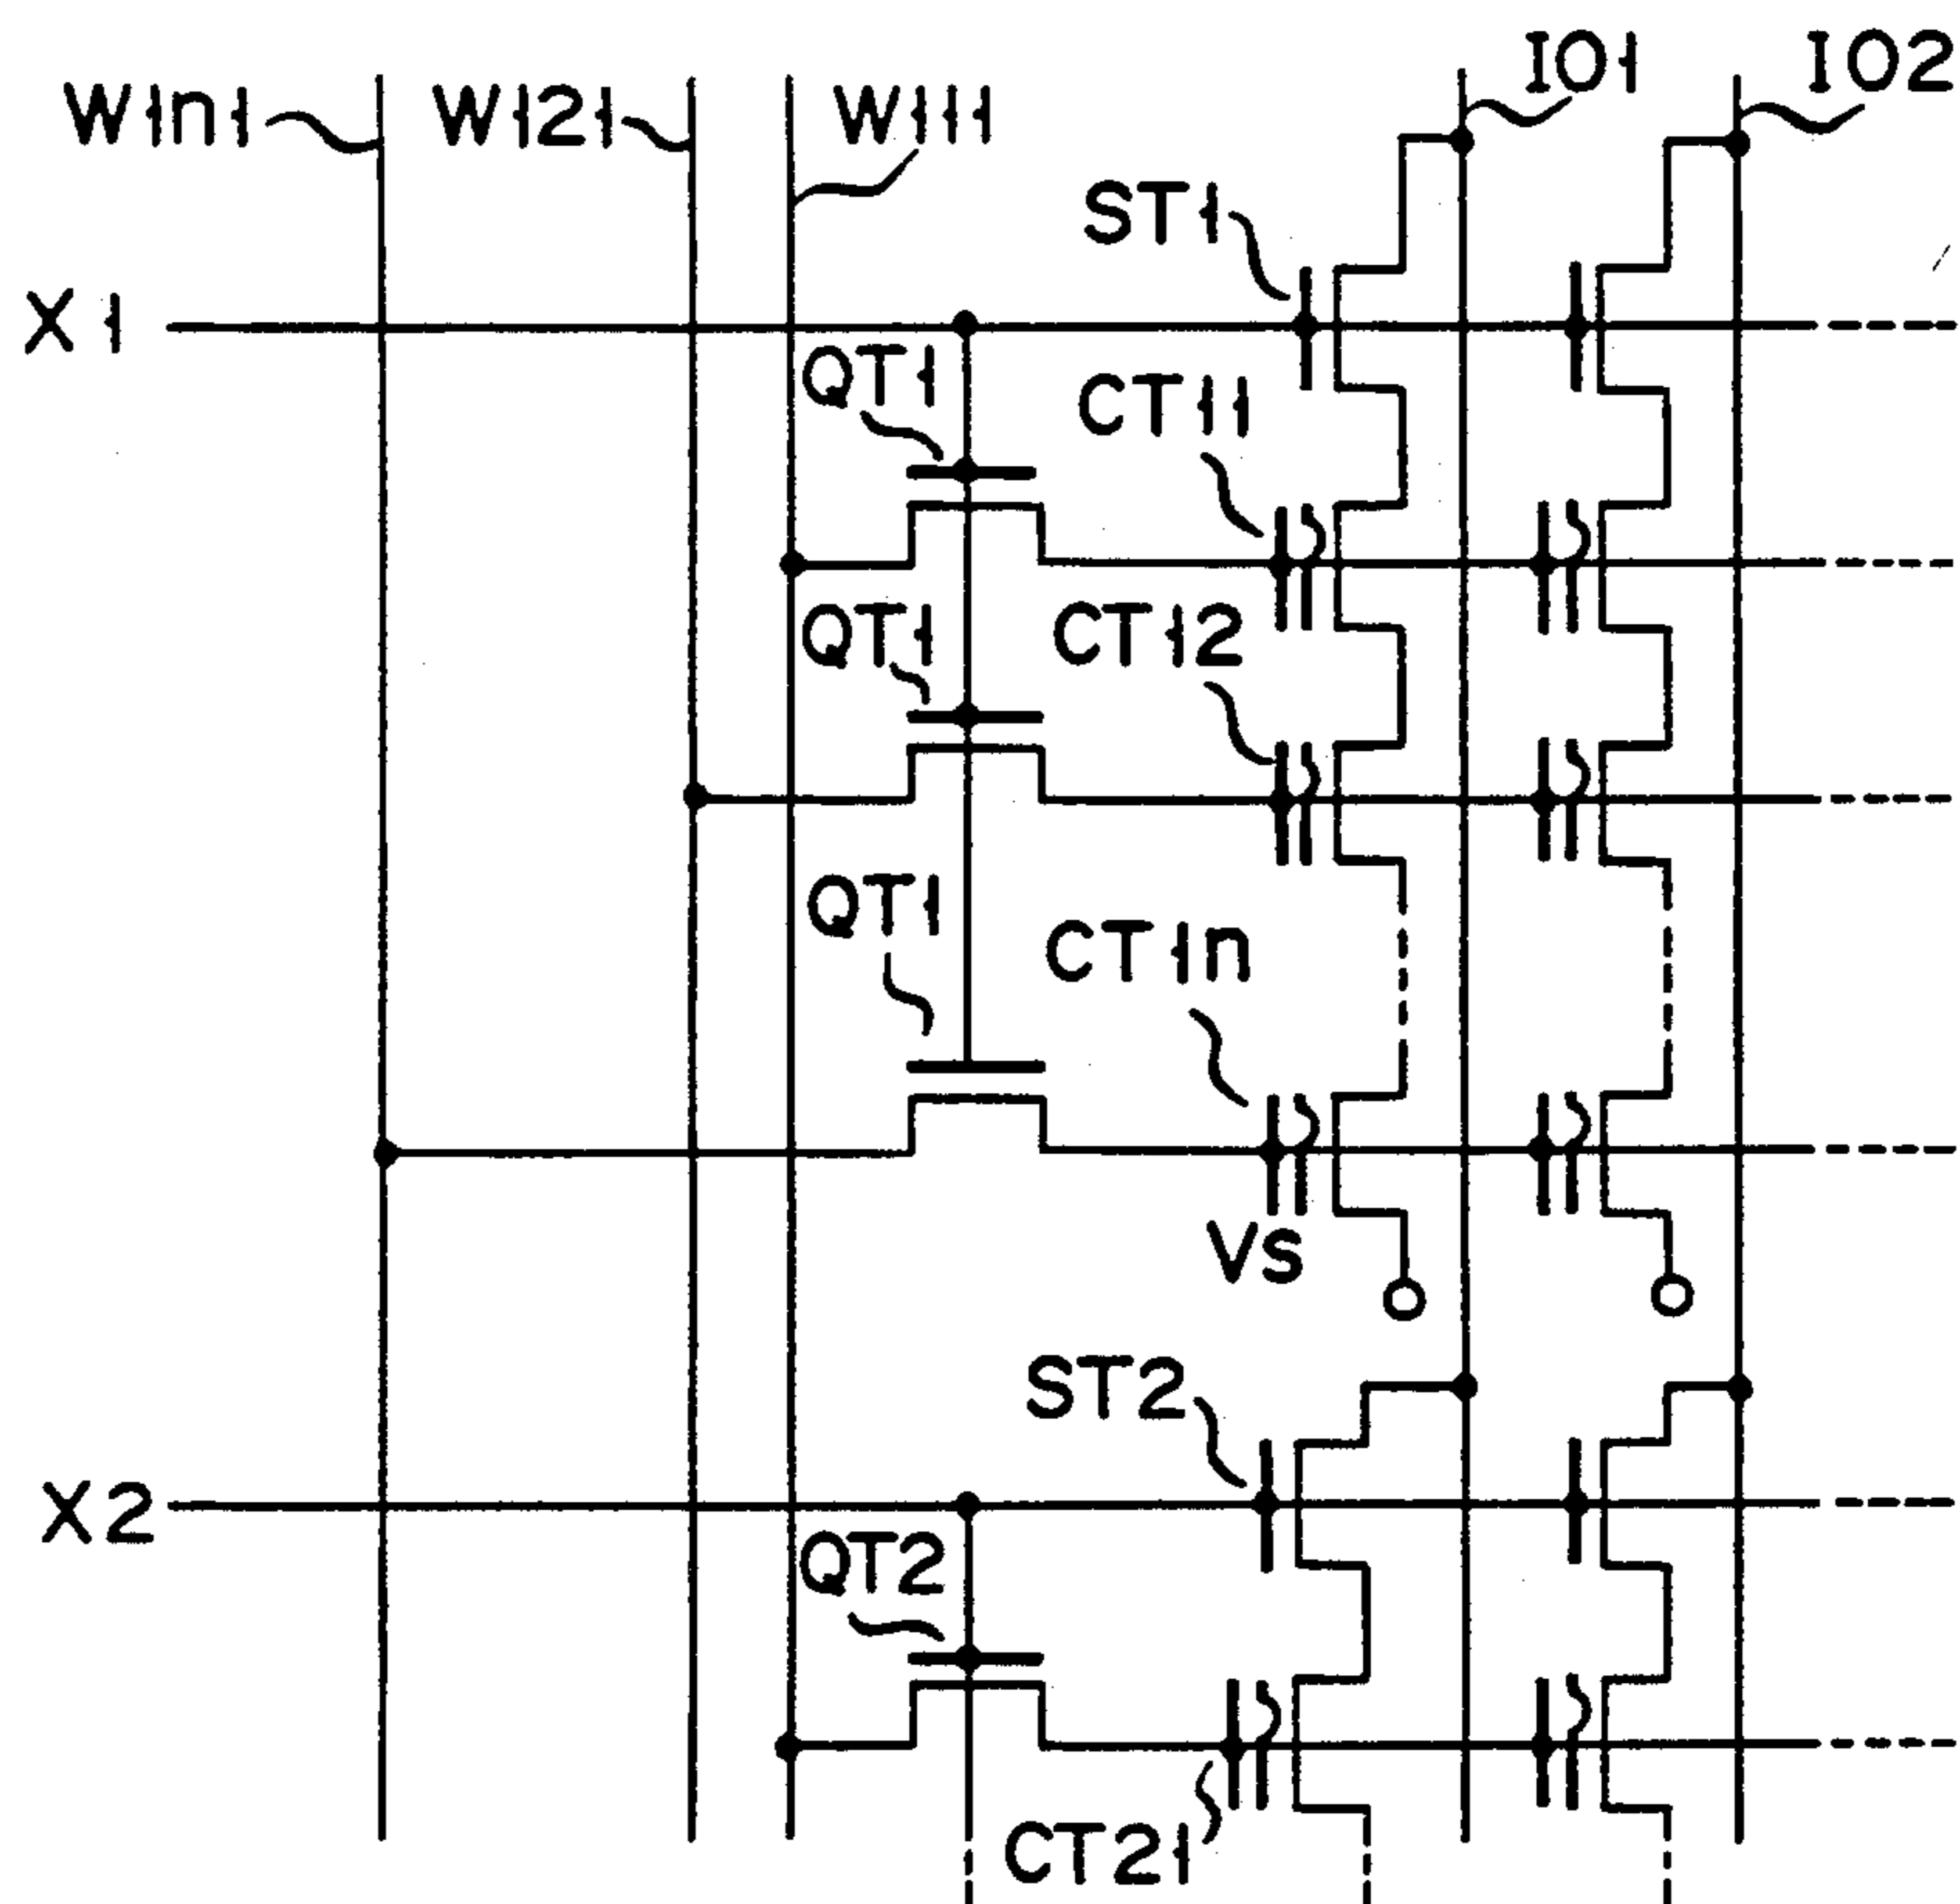 IO1 IO2
W1n1 W121 W111
ST1
X1
QT1
CT11
QT1 CT12
QT1
CT1n
Vs
ST2
X2
QT2
CT21